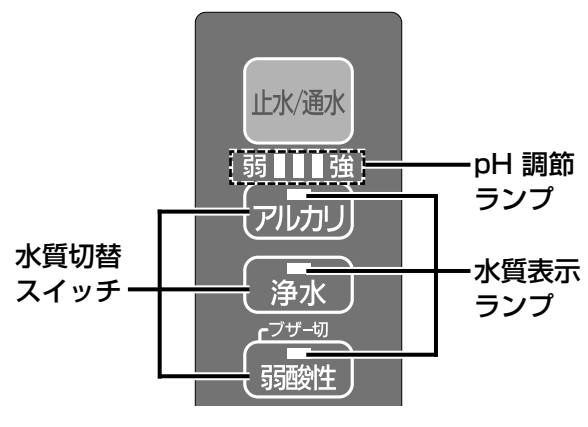 止水/通水
弱 強
pH 調節
ランプ
アルカリ
水質切替
スイッチ
浄水
水質表示
ランプ
ブザー切
弱酸性